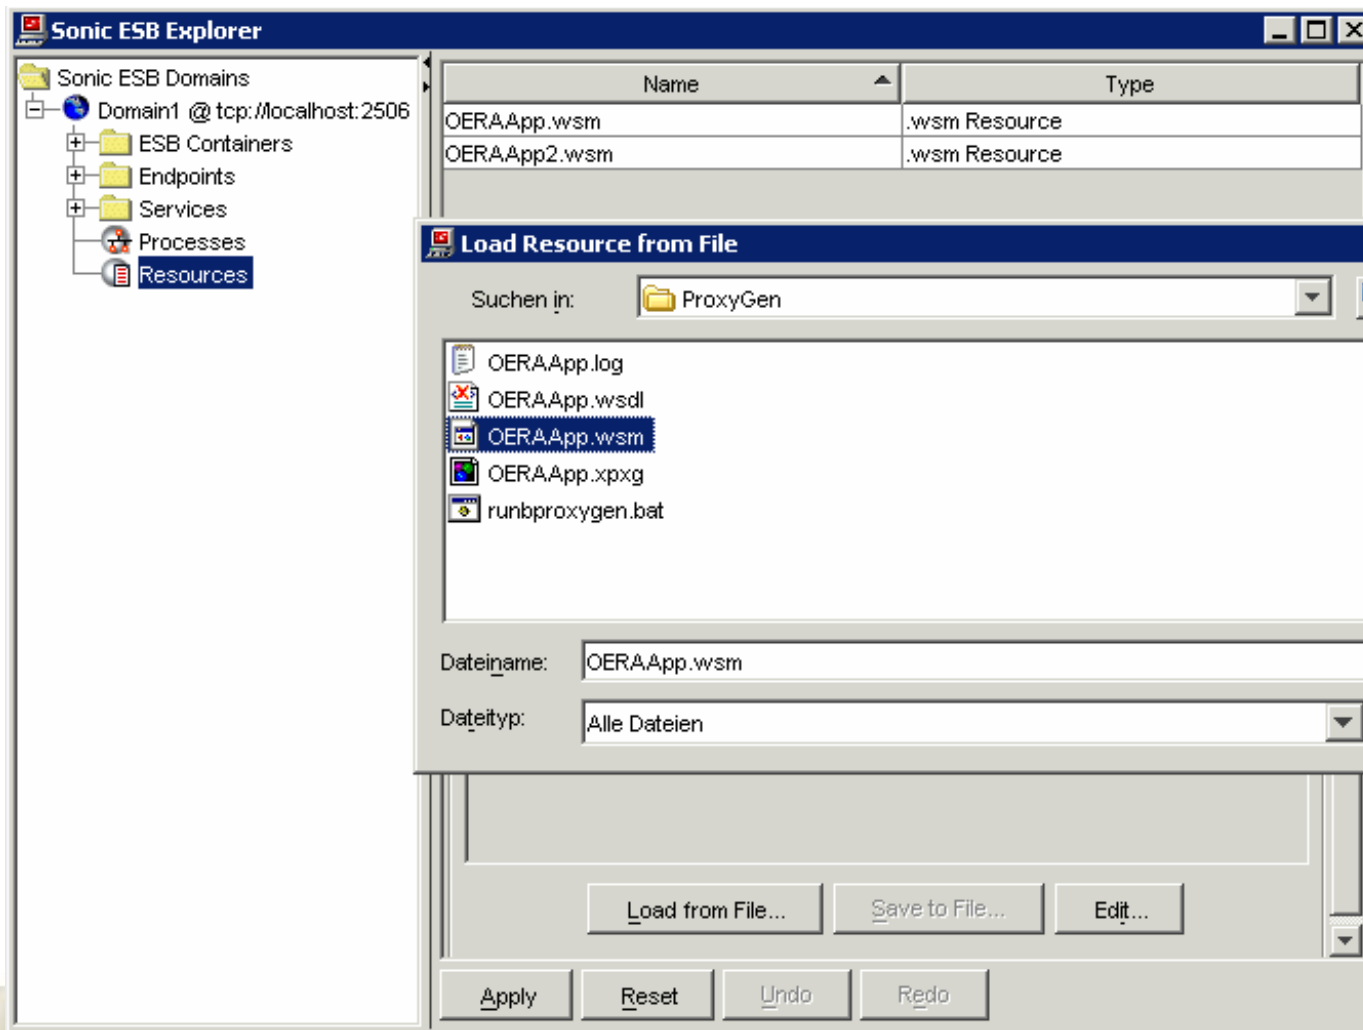 Sonic ESB Explorer
Sonic ESB Domains
Domain1 @ tcp://localhost:2506
ESB Containers
Endpoints
Services
Processes
Resources
Name Type
OERAApp.wsm .wsm Resource
OERAApp2.wsm .wsm Resource
Load Resource from File
Suchen in: ProxyGen
OERAApp.log
OERAApp.wsdl
OERAApp.wsm
OERAApp.xpxg
runbproxygen.bat
Dateiname: OERAApp.wsm
Dateityp: Alle Dateien
Load from File... Save to File... Edit...
Apply Reset Undo Redo